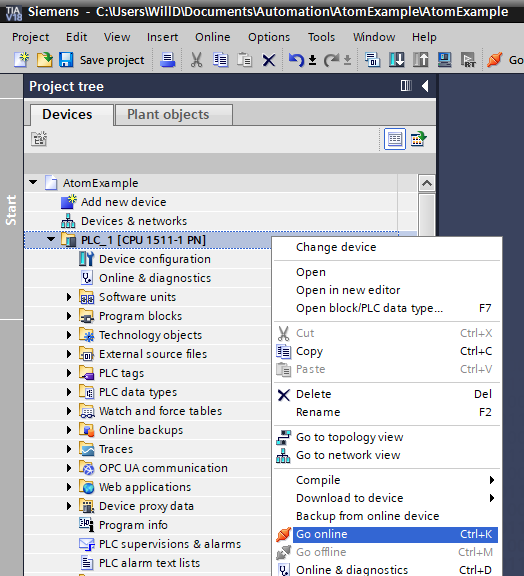 TIA V18 Siemens - C:\Users\WillD\Documents\Automation\AtomExample\AtomExample
Project Edit View Insert Online Options Tools Window Help
Save project RT Go
Project tree
Devices Plant objects
Start
AtomExample
Add new device
Devices & networks
PLC_1 [CPU 1511-1 PN]
Device configuration
Online & diagnostics
Software units
Program blocks
Technology objects
External source files
PLC tags
PLC data types
Watch and force tables
Online backups
Traces
OPC UA communication
Web applications
Device proxy data
Program info
PLC supervisions & alarms
PLC alarm text lists
Change device
Open
Open in new editor
Open block/PLC data type... F7
Cut Ctrl+X
Copy Ctrl+C
Paste Ctrl+V
Delete Del
Rename F2
Go to topology view
Go to network view
Compile
Download to device
Backup from online device
Go online Ctrl+K
Go offline Ctrl+M
Online & diagnostics Ctrl+D